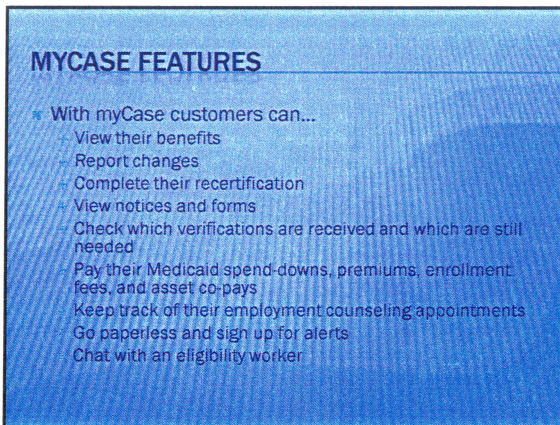 MYCASE FEATURES
With myCase customers can...
View their benefits
Report changes
Complete their recertification
View notices and forms
Check which verifications are received and which are still
needed
Pay their Medicaid spend-downs, premiums, enrollment
fees, and asset co-pays
Keep track of their employment counseling appointments
Go paperless and sign up for alerts
Chat with an eligibility worker